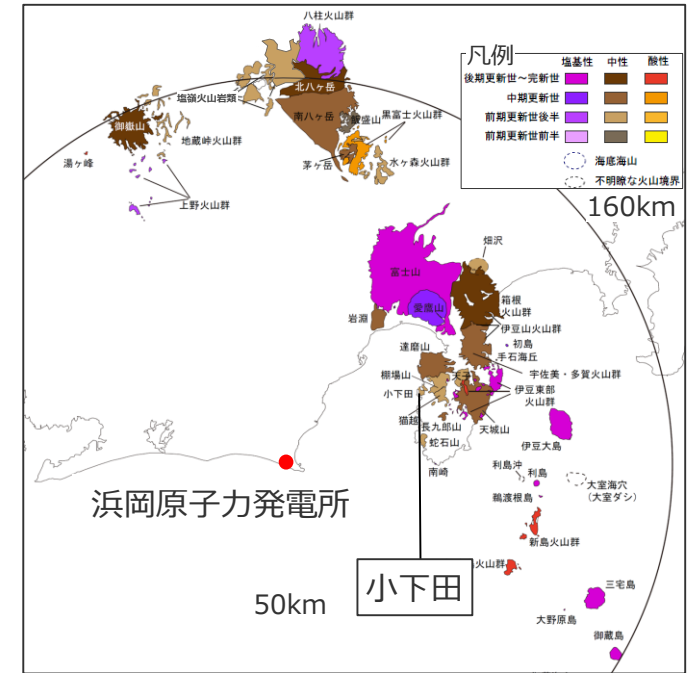 八柱火山群
凡例
塩基性 中性 酸性
後期更新世～完新世
中期更新世
前期更新世後半
前期更新世前半
海底海山
不明瞭な火山境界
160km
北八ヶ岳
塩嶺火山岩類
南八ヶ岳
飯盛山
黒富士火山群
御嶽山
地蔵峠火山群
湯ヶ峰
茅ヶ岳
水ヶ森火山群
上野火山群
畑沢
富士山
愛鷹山
箱根
火山群
岩淵
伊豆山火山群
初島
達磨山
手石海丘
宇佐美・多賀火山群
棚場山
天子
小下田
伊豆東部
火山群
猫越
長九郎山
天城山
蛇石山
伊豆大島
南崎
利島沖
利島
大室海穴
(大室ダシ)
鵜渡根島
浜岡原子力発電所
新島火山群
火山群
小下田
50km
三宅島
大野原島
御蔵島